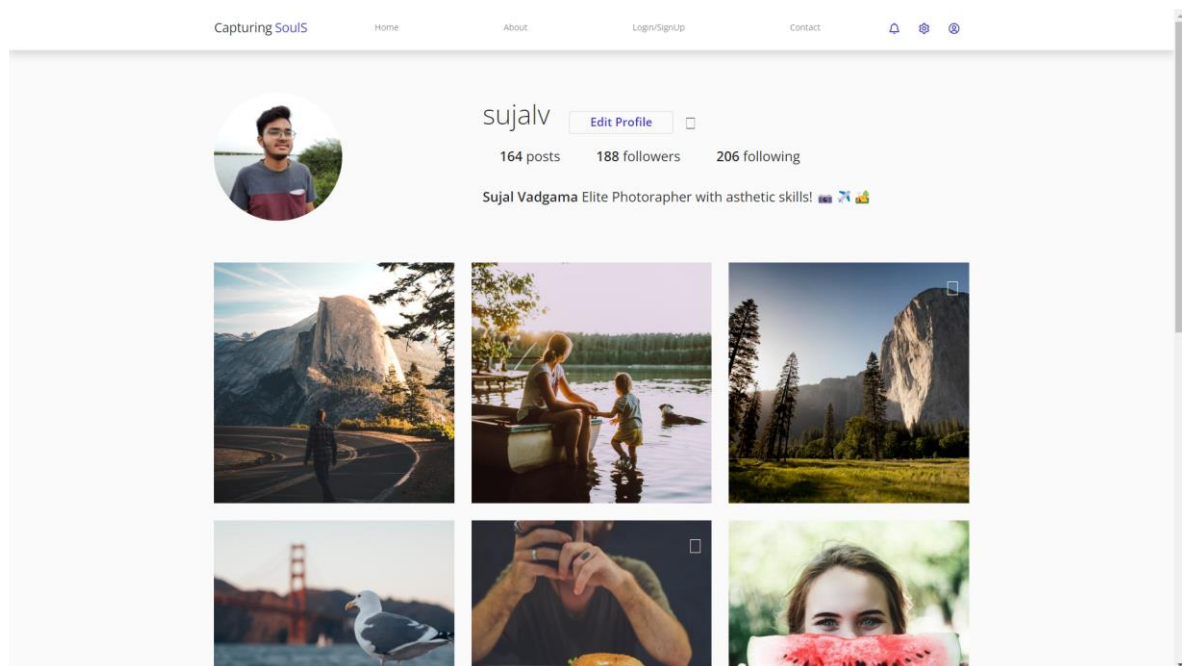 Capturing SoulS Home About Login/SignUp Contact
sujalv Edit Profile
164 posts 188 followers 206 following
Sujal Vadgama Elite Photorapher with asthetic skills! 📷 ✈️ 🏕️